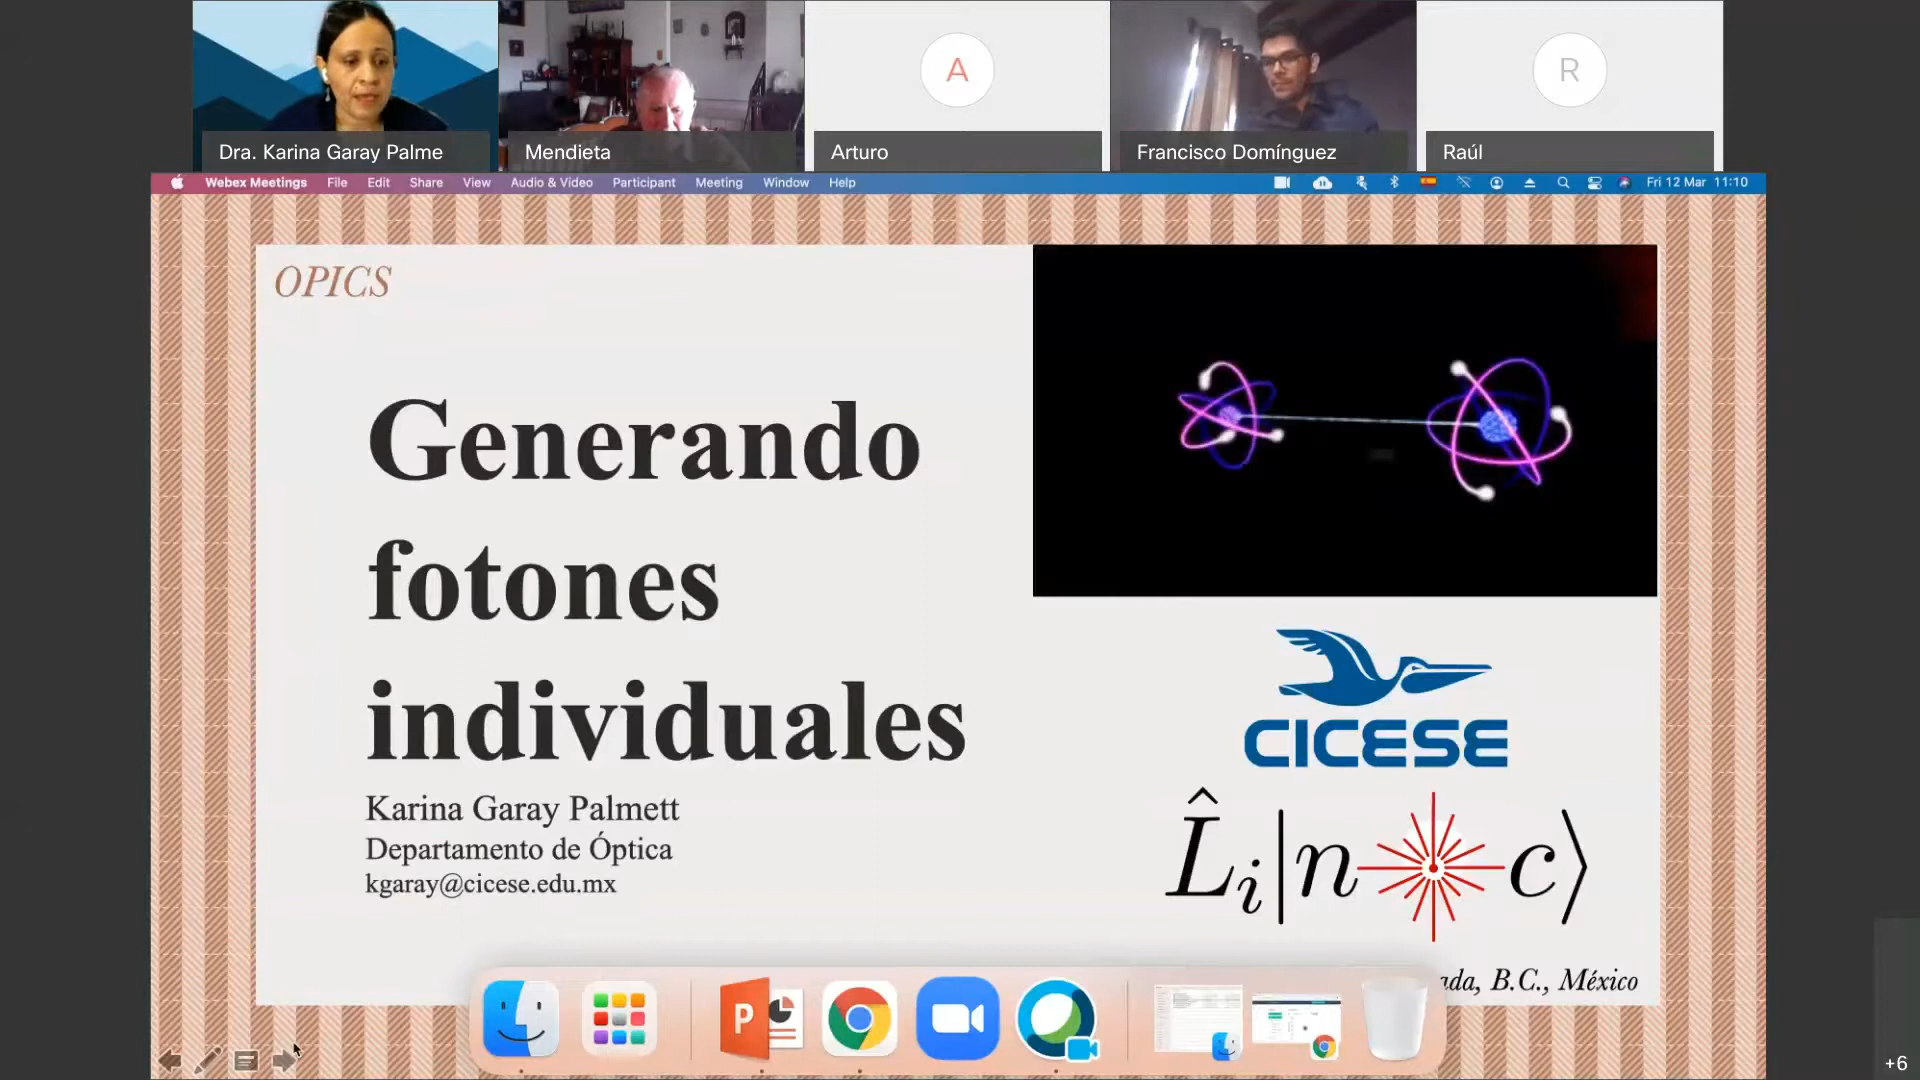 Dra. Karina Garay Palme
Mendieta
A
Arturo
Francisco Domínguez
R
Raúl
Webex Meetings File Edit Share View Audio & Video Participant Meeting Window Help
Fri 12 Mar 11:10
OPICS
Generando
fotones
individuales
Karina Garay Palmett
Departamento de Óptica
kgaray@cicese.edu.mx
CICESE
L̂ᵢ|n c⟩
ada, B.C., México
P
+6